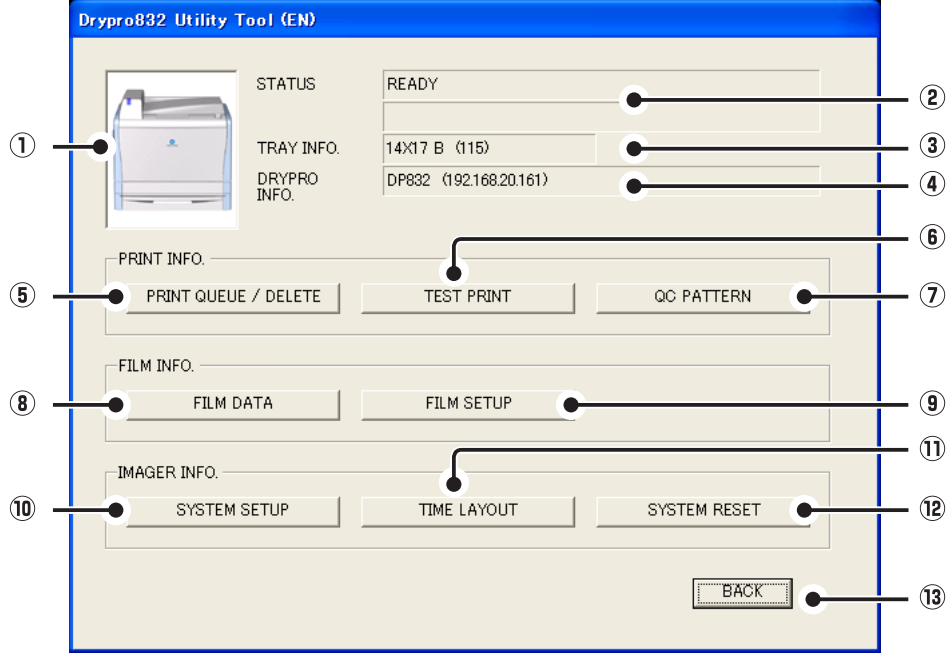 Drypro832 Utility Tool (EN)
STATUS READY ②
① TRAY INFO. 14X17 B (115) ③
DRYPRO INFO. DP832 (192.168.20.161) ④
⑥
PRINT INFO.
⑤ PRINT QUEUE / DELETE TEST PRINT QC PATTERN ⑦
FILM INFO.
⑧ FILM DATA FILM SETUP ⑨
⑪
IMAGER INFO.
⑩ SYSTEM SETUP TIME LAYOUT SYSTEM RESET ⑫
BACK ⑬